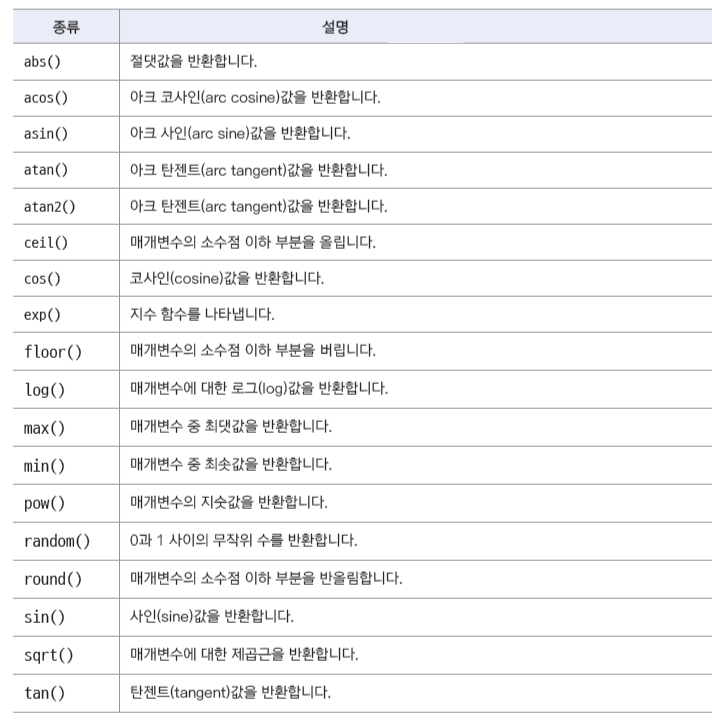 종류 설명
abs() 절댓값을 반환합니다.
acos() 아크 코사인(arc cosine)값을 반환합니다.
asin() 아크 사인(arc sine)값을 반환합니다.
atan() 아크 탄젠트(arc tangent)값을 반환합니다.
atan2() 아크 탄젠트(arc tangent)값을 반환합니다.
ceil() 매개변수의 소수점 이하 부분을 올립니다.
cos() 코사인(cosine)값을 반환합니다.
exp() 지수 함수를 나타냅니다.
floor() 매개변수의 소수점 이하 부분을 버립니다.
log() 매개변수에 대한 로그(log)값을 반환합니다.
max() 매개변수 중 최댓값을 반환합니다.
min() 매개변수 중 최솟값을 반환합니다.
pow() 매개변수의 지숫값을 반환합니다.
random() 0과 1 사이의 무작위 수를 반환합니다.
round() 매개변수의 소수점 이하 부분을 반올림합니다.
sin() 사인(sine)값을 반환합니다.
sqrt() 매개변수에 대한 제곱근을 반환합니다.
tan() 탄젠트(tangent)값을 반환합니다.